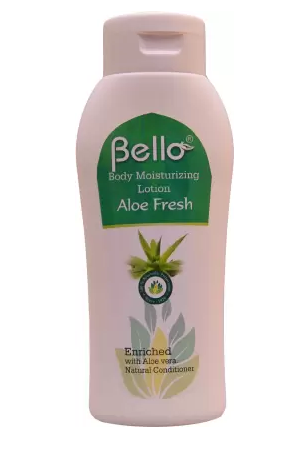 Bello®
Body Moisturizing
Lotion
Aloe Fresh
Enriched
with Aloe vera
Natural Conditioner